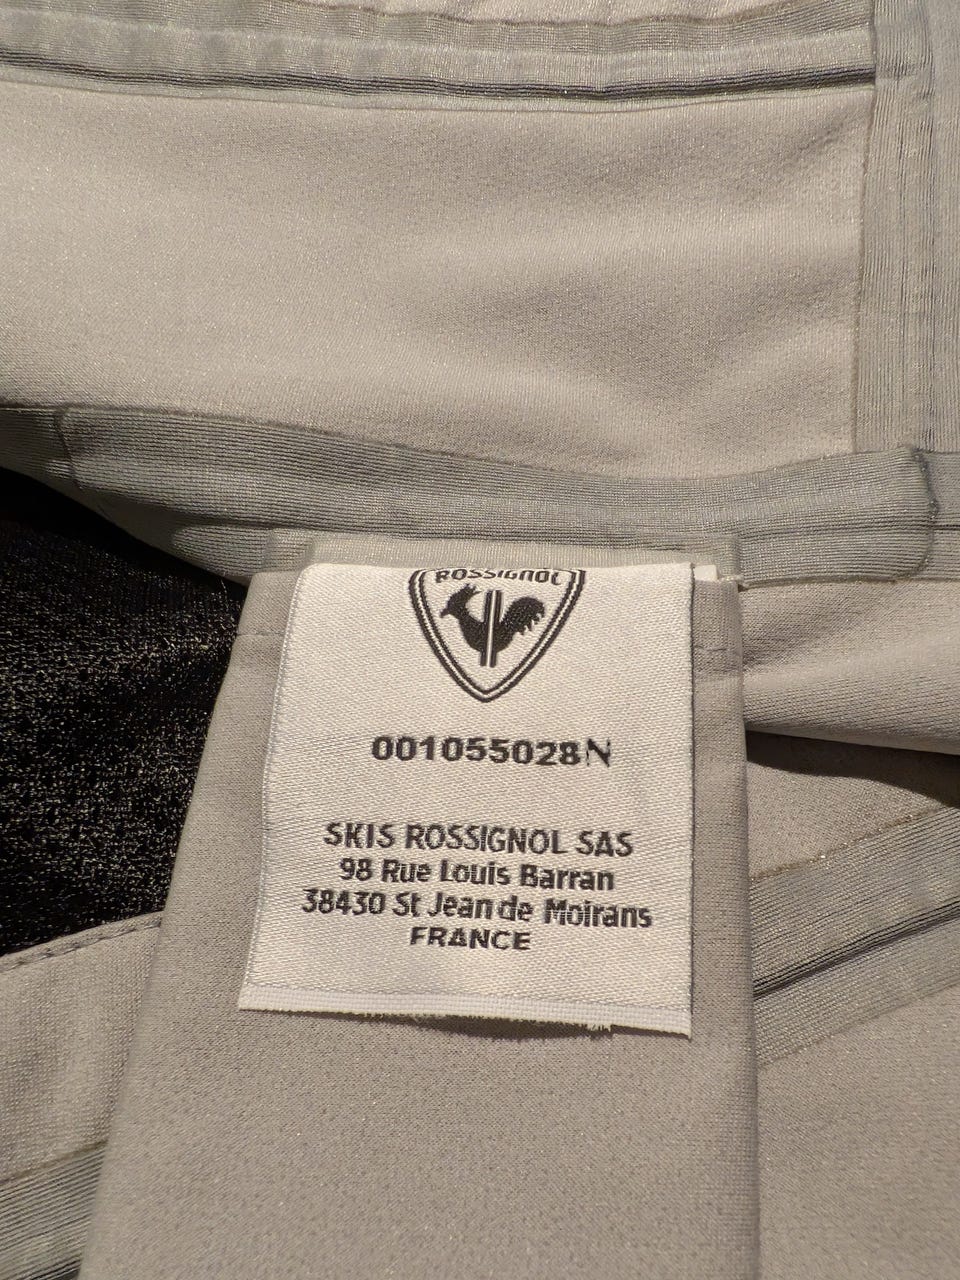 ROSSIGNOL
001055028N
SKIS ROSSIGNOL SAS
98 Rue Louis Barran
38430 St Jean de Moirans
FRANCE